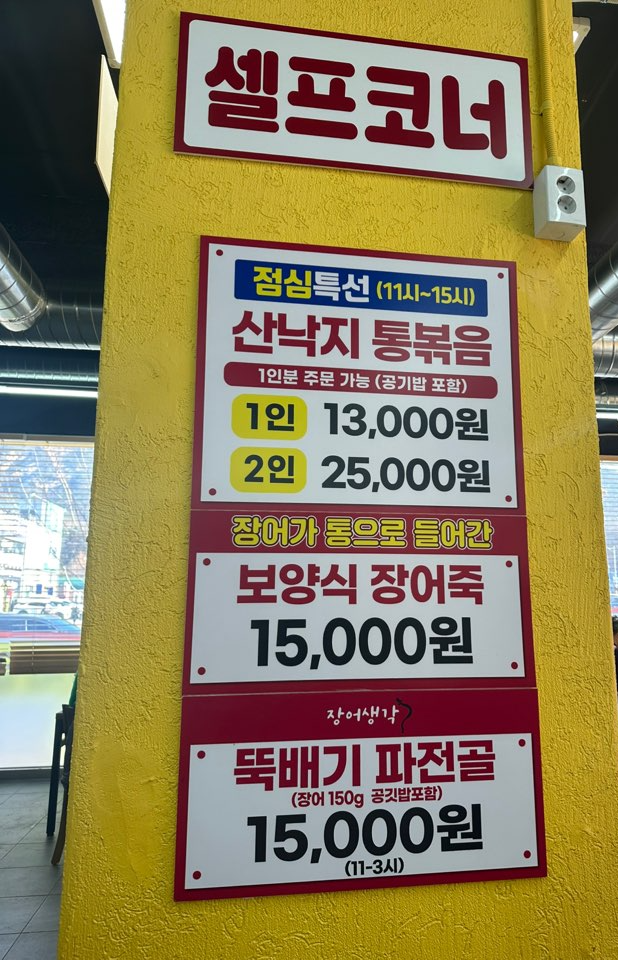 셀프코너
점심특선 (11시~15시)
산낙지 통볶음
1인분 주문 가능 (공기밥 포함)
1인 13,000원
2인 25,000원
장어가 통으로 들어간
보양식 장어죽
15,000원
장어생각
뚝배기 파전골
(장어 150g 공깃밥포함)
15,000원
(11-3시)